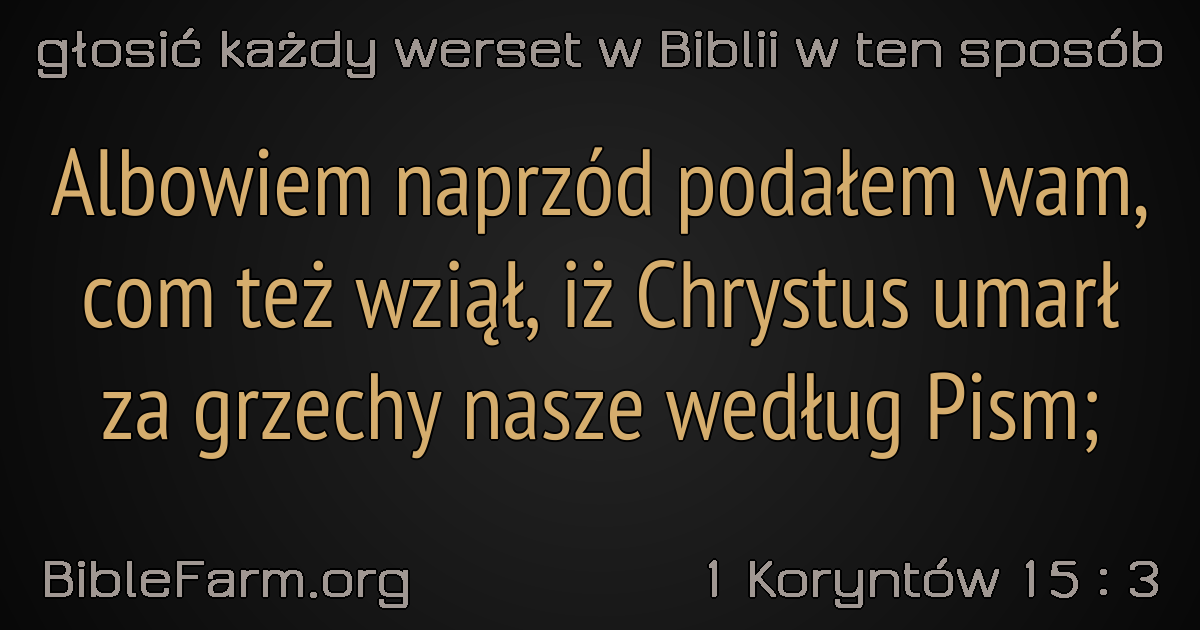 głosić każdy werset w Biblii w ten sposób
Albowiem naprzód podałem wam,
com też wziął, iż Chrystus umarł
za grzechy nasze według Pism;
BibleFarm.org
1 Koryntów 15 : 3